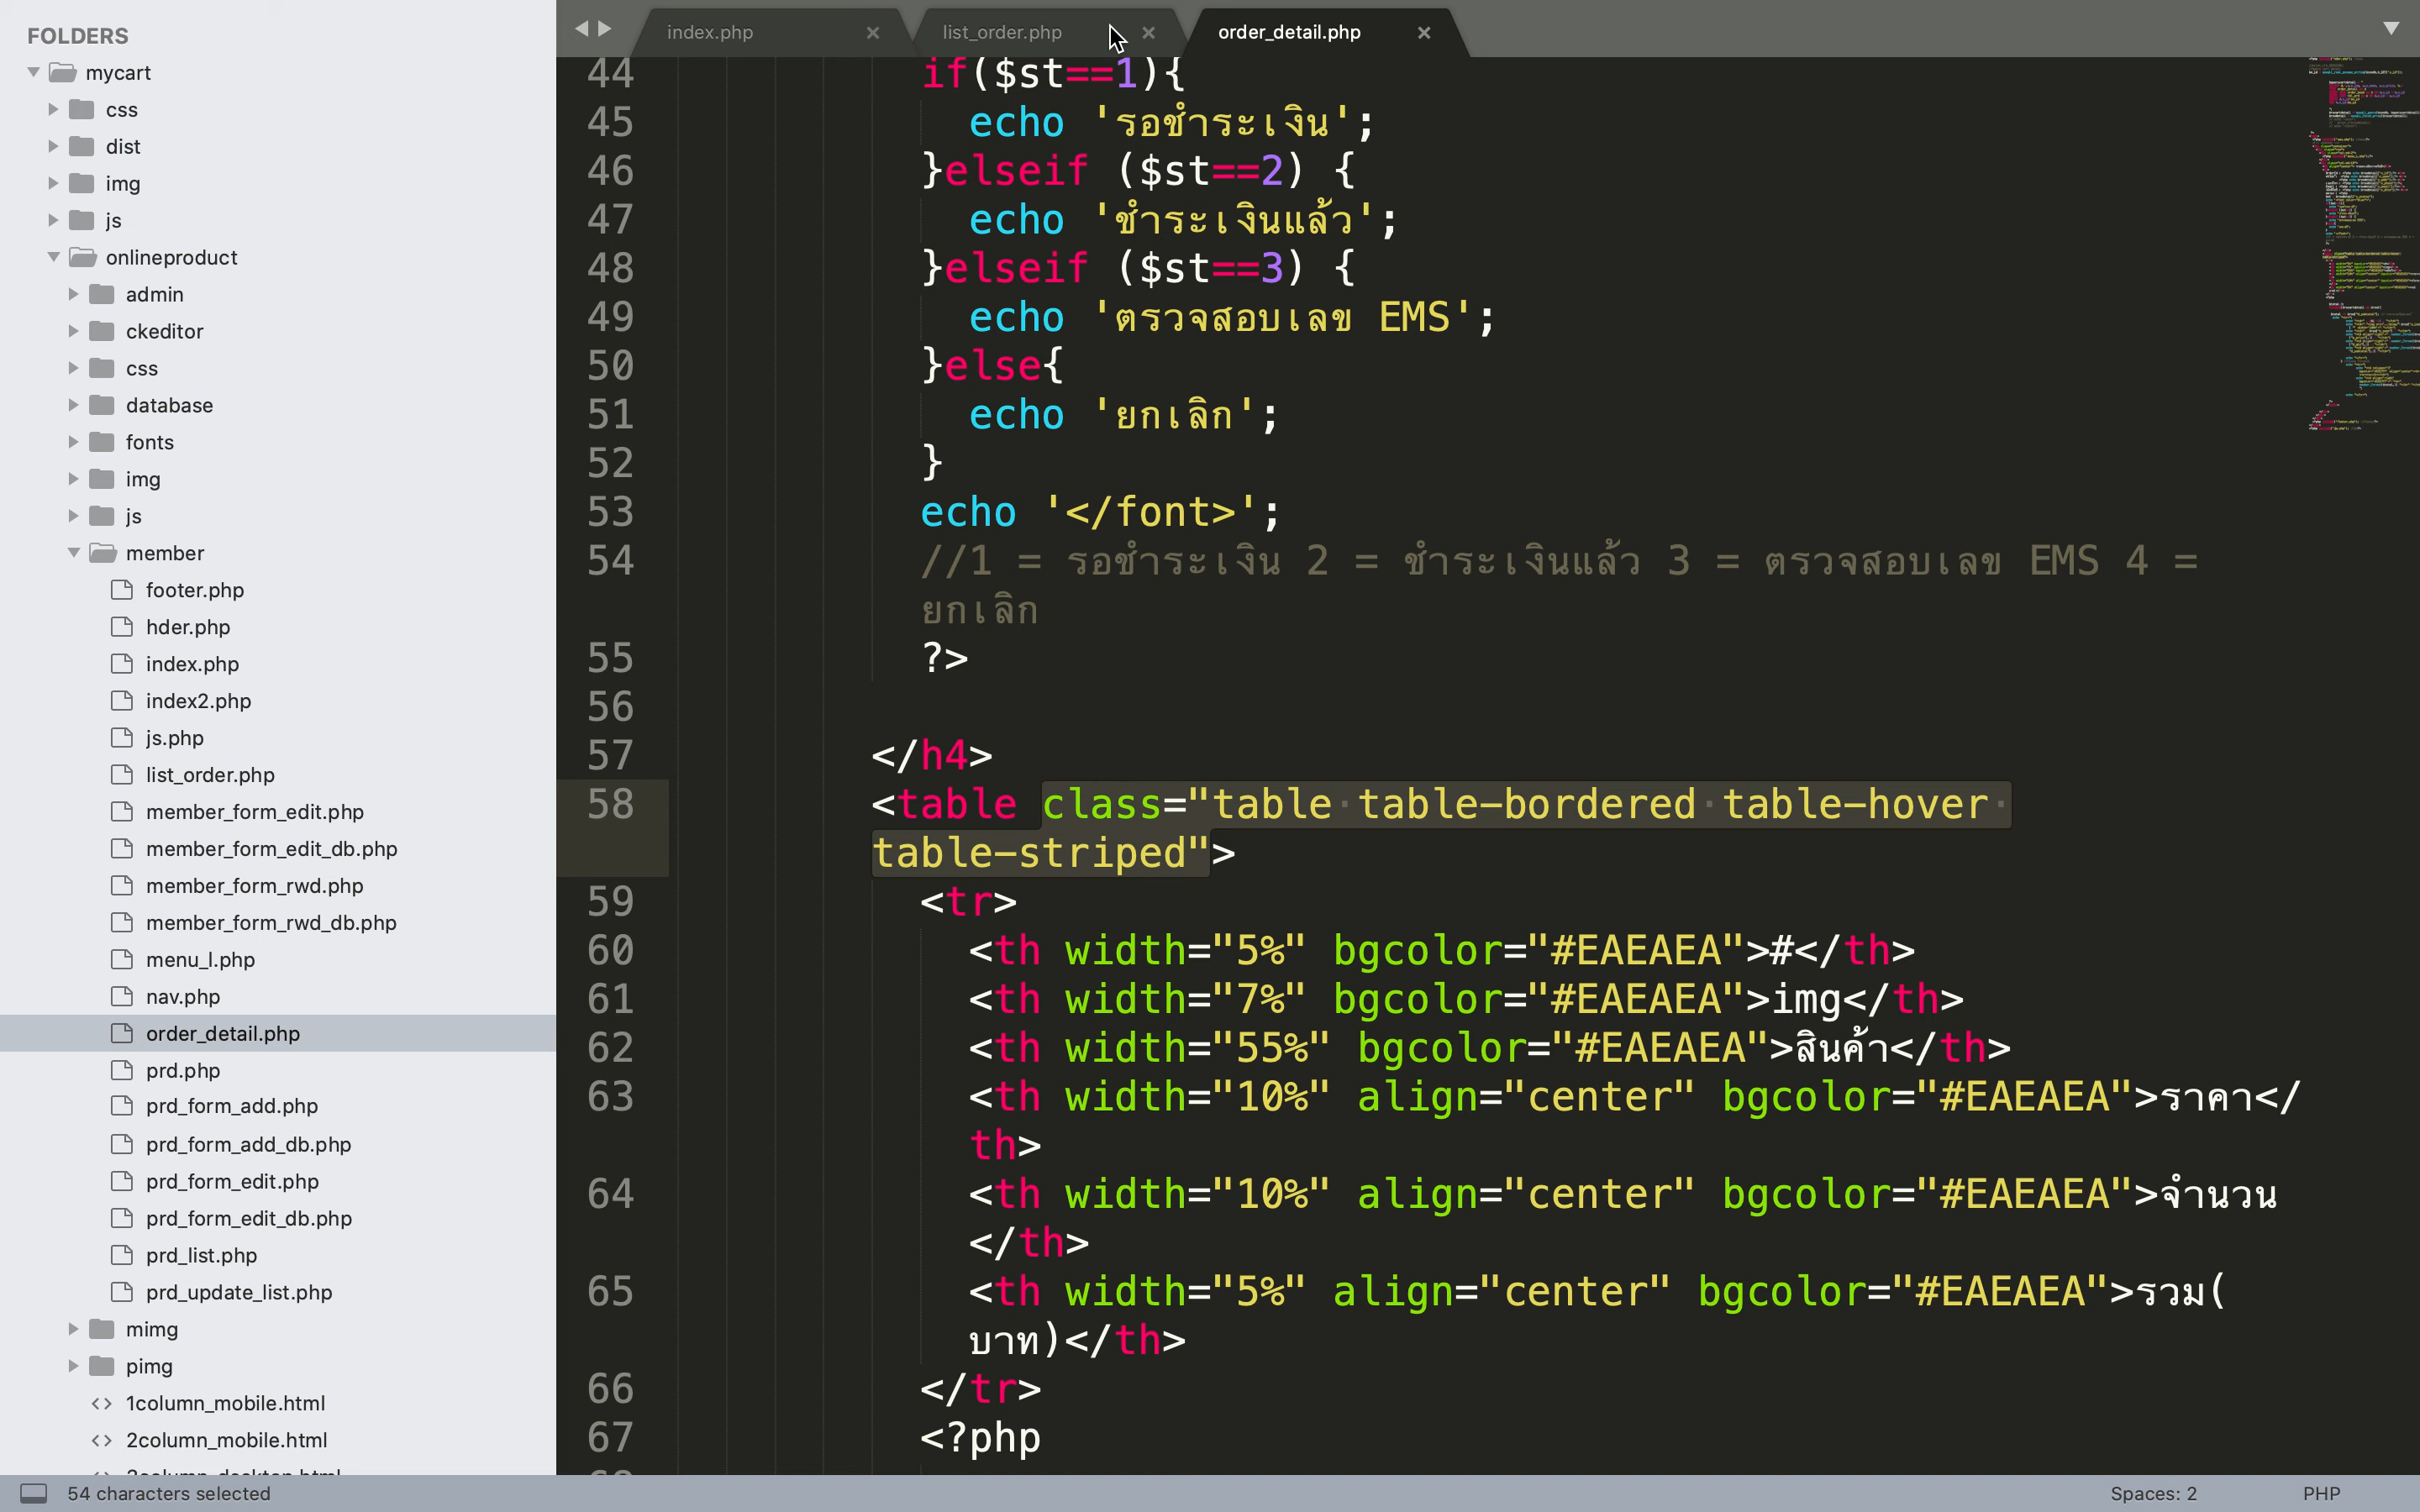 FOLDERS
mycart
css
dist
img
js
onlineproduct
admin
ckeditor
css
database
fonts
img
js
member
footer.php
hder.php
index.php
index2.php
js.php
list_order.php
member_form_edit.php
member_form_edit_db.php
member_form_rwd.php
member_form_rwd_db.php
menu_l.php
nav.php
order_detail.php
prd.php
prd_form_add.php
prd_form_add_db.php
prd_form_edit.php
prd_form_edit_db.php
prd_list.php
prd_update_list.php
mimg
pimg
1column_mobile.html
2column_mobile.html
index.php
list_order.php
order_detail.php
44 if($st==1){
45 echo 'รอชำระเงิน';
46 }elseif ($st==2) {
47 echo 'ชำระเงินแล้ว';
48 }elseif ($st==3) {
49 echo 'ตรวจสอบเลข EMS';
50 }else{
51 echo 'ยกเลิก';
52 }
53 echo '</font>';
54 //1 = รอชำระเงิน 2 = ชำระเงินแล้ว 3 = ตรวจสอบเลข EMS 4 =
ยกเลิก
55 ?>
56
57 </h4>
58 <table class="table table-bordered table-hover
table-striped">
59 <tr>
60 <th width="5%" bgcolor="#EAEAEA">#</th>
61 <th width="7%" bgcolor="#EAEAEA">img</th>
62 <th width="55%" bgcolor="#EAEAEA">สินค้า</th>
63 <th width="10%" align="center" bgcolor="#EAEAEA">ราคา</
th>
64 <th width="10%" align="center" bgcolor="#EAEAEA">จำนวน
</th>
65 <th width="5%" align="center" bgcolor="#EAEAEA">รวม(
บาท)</th>
66 </tr>
67 <?php
54 characters selected
Spaces: 2
PHP